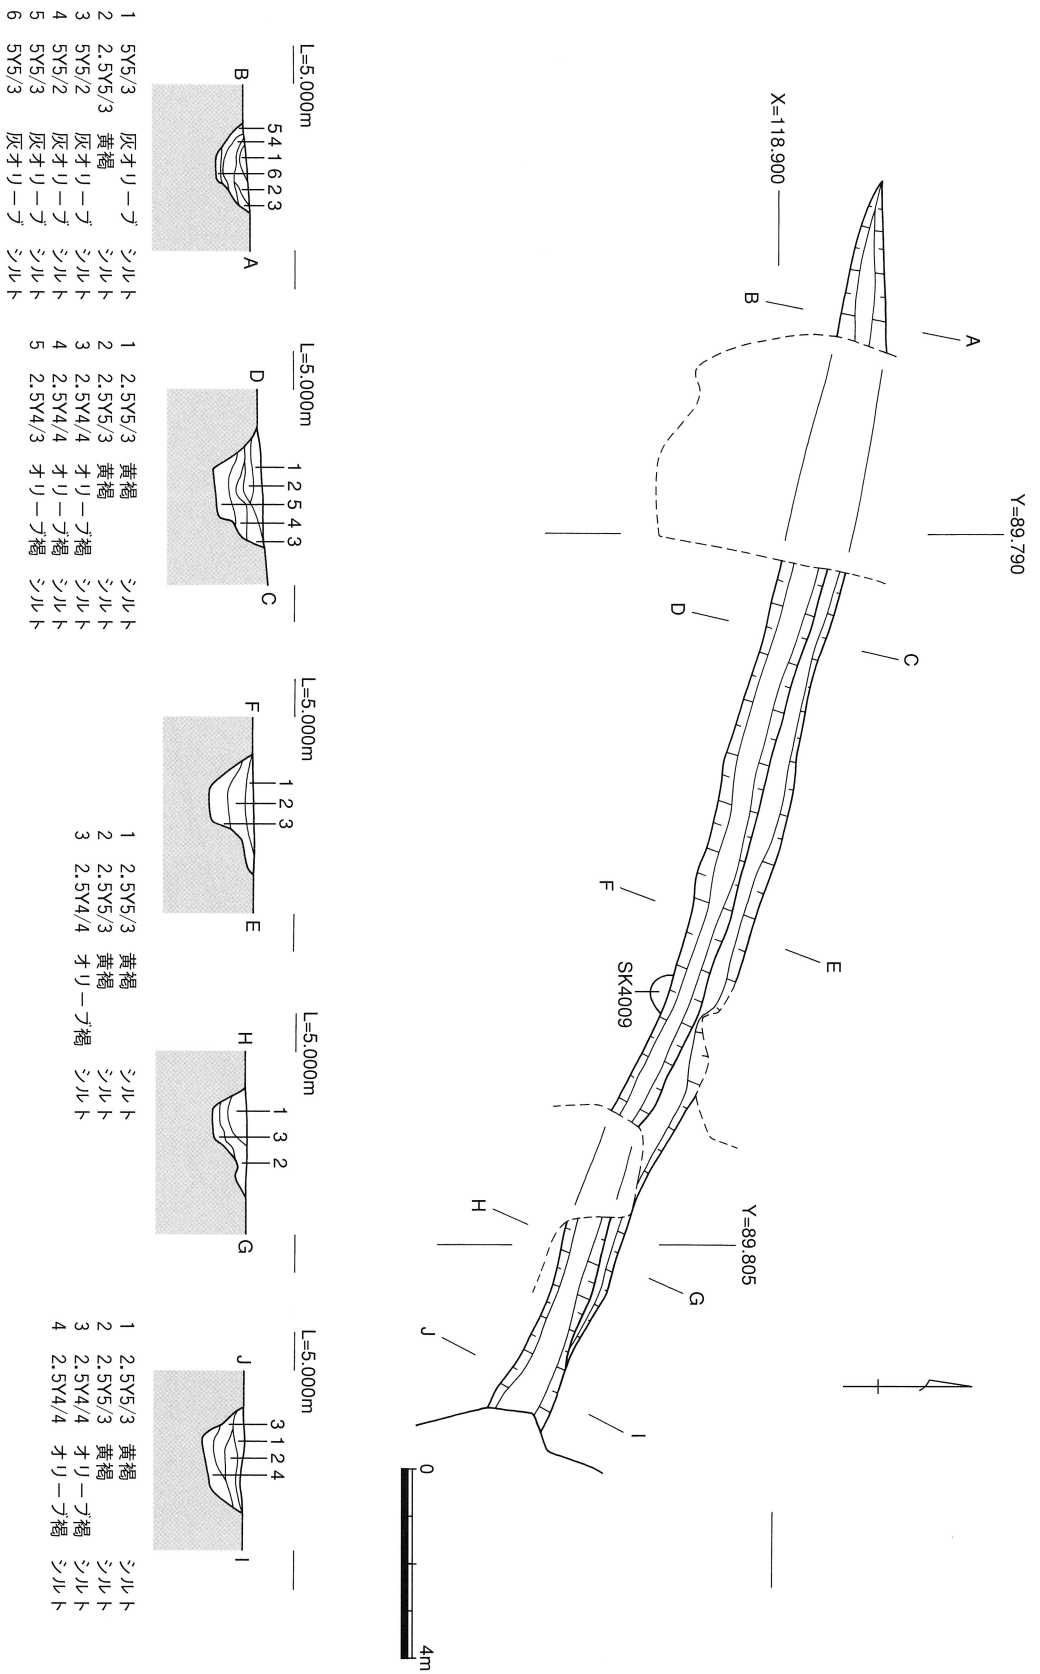 X=118.900
Y=89.790
Y=89.805
A
B
C
D
E
F
SK4009
G
H
I
J
0 4m
L=5.000m
B A
5 4 1 6 2 3
1 5Y5/3 灰オリーブ シルト
2 2.5Y5/3 黄褐 シルト
3 5Y5/2 灰オリーブ シルト
4 5Y5/2 灰オリーブ シルト
5 5Y5/3 灰オリーブ シルト
6 5Y5/3 灰オリーブ シルト
L=5.000m
D C
1 2 5 4 3
1 2.5Y5/3 黄褐 シルト
2 2.5Y5/3 黄褐 シルト
3 2.5Y4/4 オリーブ褐 シルト
4 2.5Y4/4 オリーブ褐 シルト
5 2.5Y4/3 オリーブ褐 シルト
L=5.000m
F E
1 2 3
1 2.5Y5/3 黄褐 シルト
2 2.5Y5/3 黄褐 シルト
3 2.5Y4/4 オリーブ褐 シルト
L=5.000m
H G
1 3 2
L=5.000m
J I
3 1 2 4
1 2.5Y5/3 黄褐 シルト
2 2.5Y5/3 黄褐 シルト
3 2.5Y4/4 オリーブ褐 シルト
4 2.5Y4/4 オリーブ褐 シルト